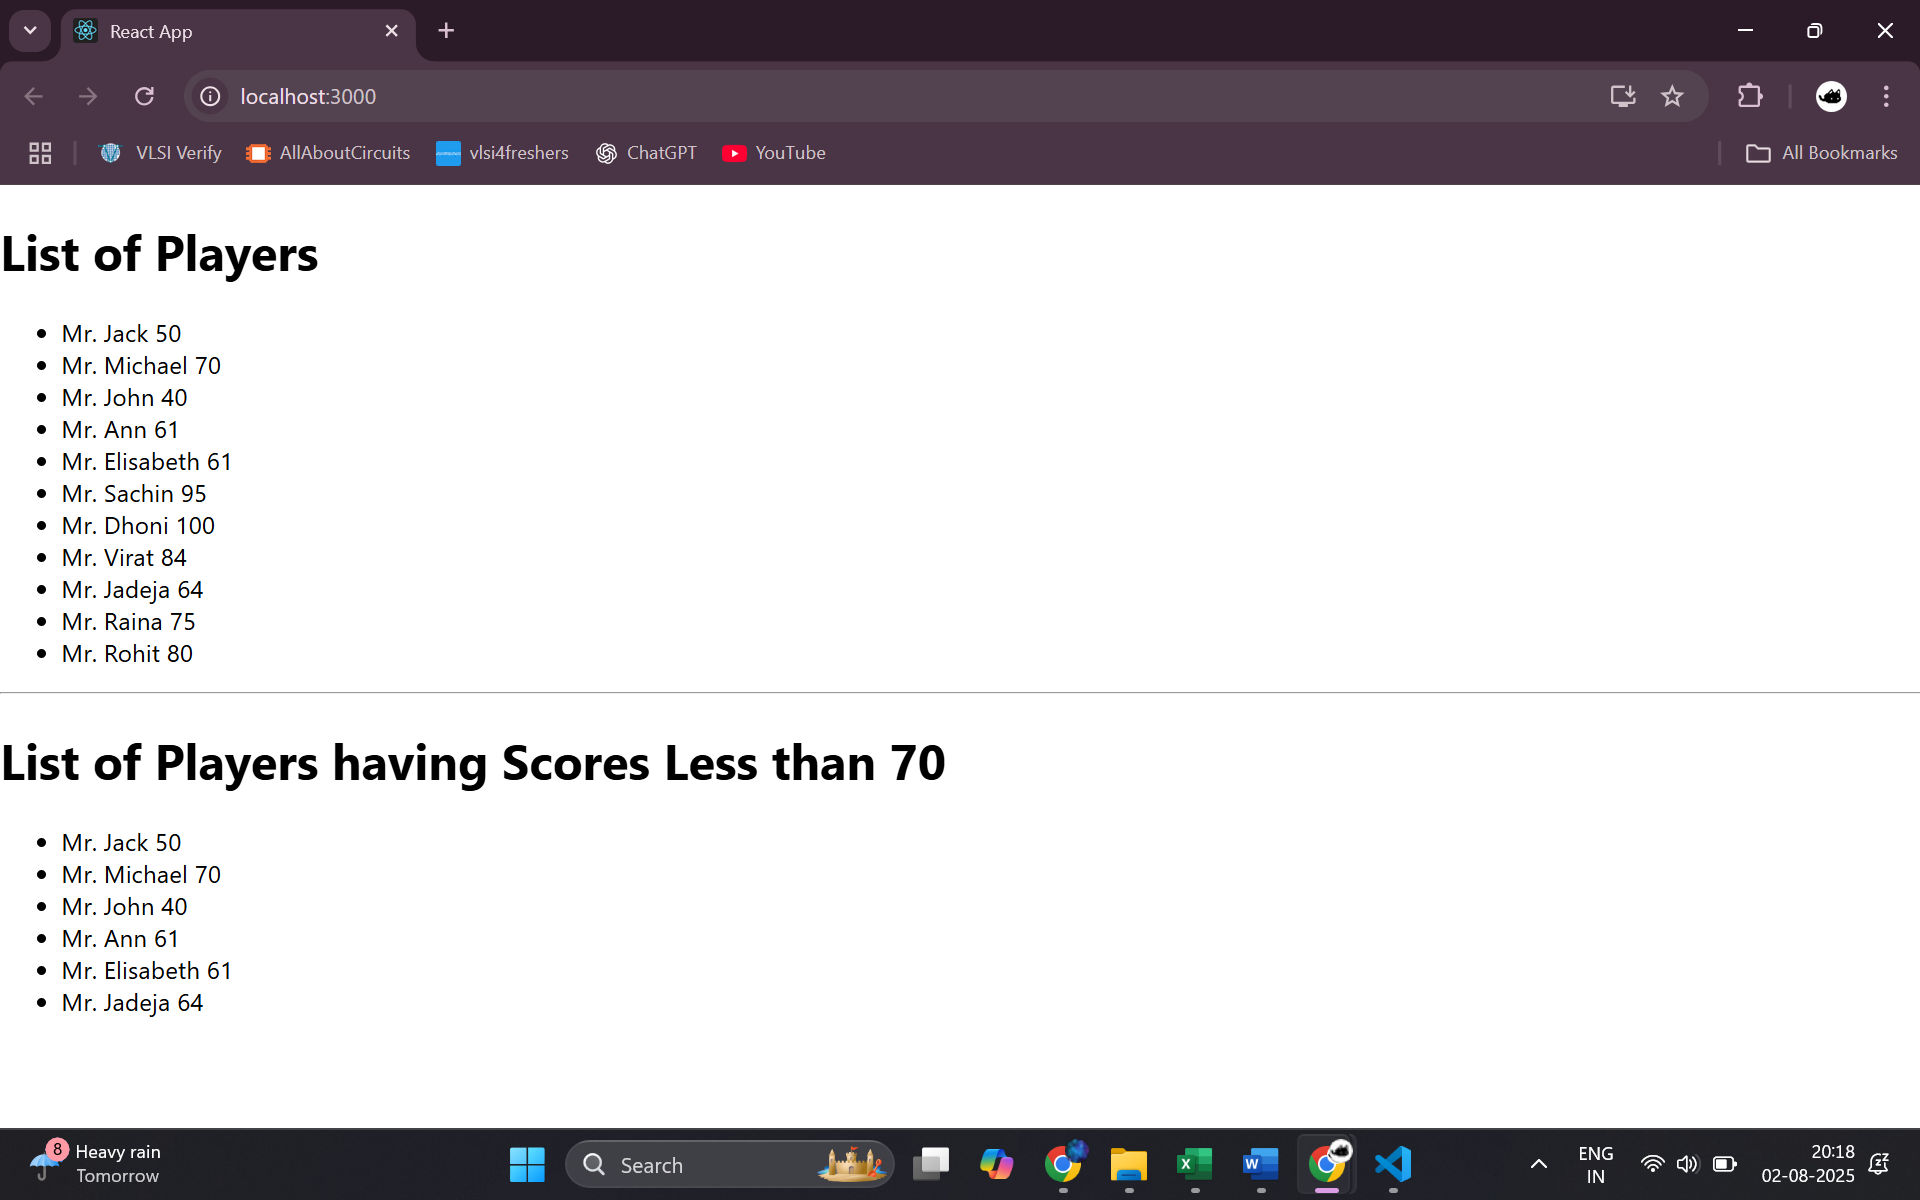 React App
localhost:3000
VLSI Verify
AllAboutCircuits
vlsi4freshers
ChatGPT
YouTube
All Bookmarks
List of Players
Mr. Jack 50
Mr. Michael 70
Mr. John 40
Mr. Ann 61
Mr. Elisabeth 61
Mr. Sachin 95
Mr. Dhoni 100
Mr. Virat 84
Mr. Jadeja 64
Mr. Raina 75
Mr. Rohit 80
List of Players having Scores Less than 70
Mr. Jack 50
Mr. Michael 70
Mr. John 40
Mr. Ann 61
Mr. Elisabeth 61
Mr. Jadeja 64
8
Heavy rain
Tomorrow
Search
ENG
IN
20:18
02-08-2025